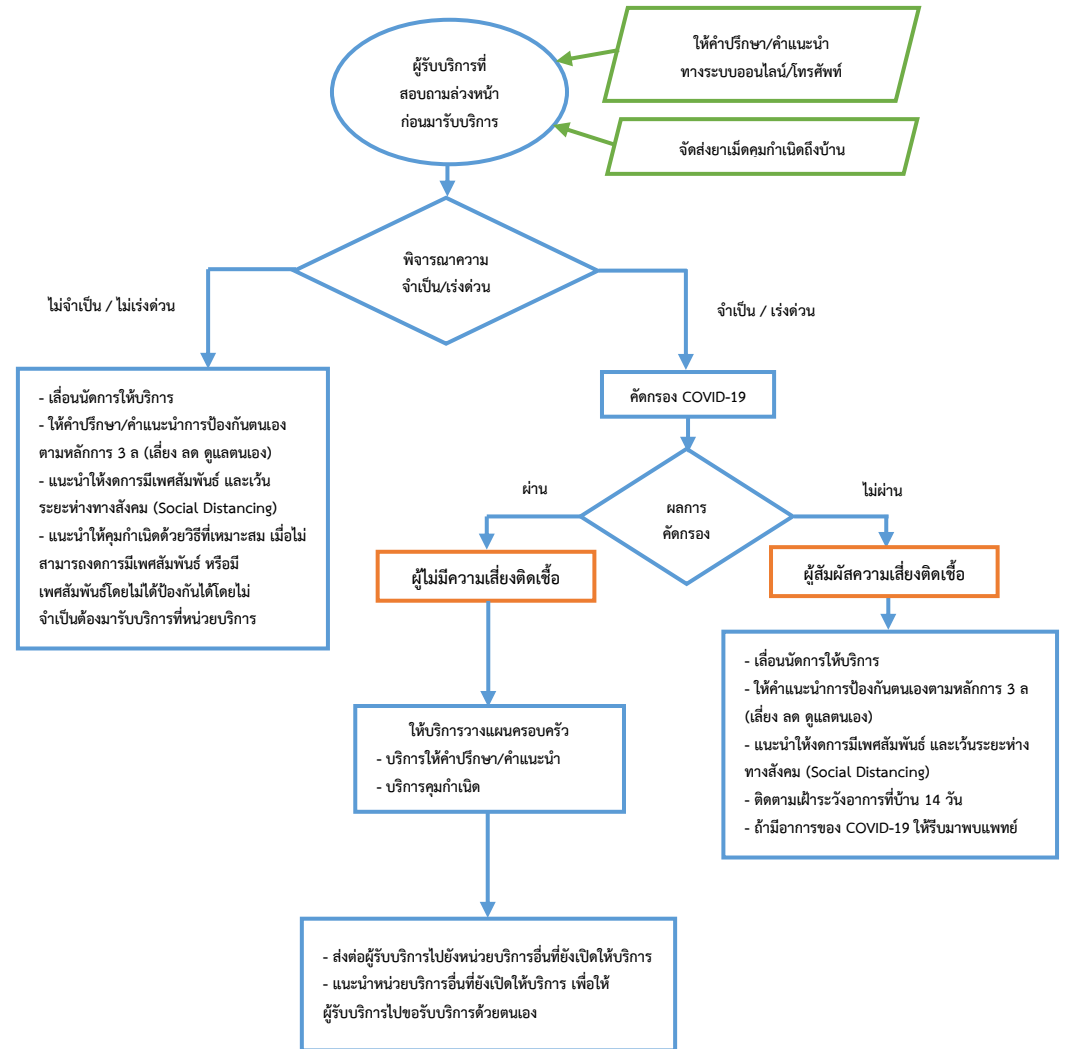 ผู้รับบริการที่
สอบถามล่วงหน้า
ก่อนมารับบริการ
ให้คำปรึกษา/คำแนะนำ
ทางระบบออนไลน์/โทรศัพท์
จัดส่งยาเม็ดคุมกำเนิดถึงบ้าน
พิจารณาความ
จำเป็น/เร่งด่วน
ไม่จำเป็น / ไม่เร่งด่วน
จำเป็น / เร่งด่วน
- เลื่อนนัดการให้บริการ
- ให้คำปรึกษา/คำแนะนำการป้องกันตนเอง
ตามหลักการ 3 ล (เลี่ยง ลด ดูแลตนเอง)
- แนะนำให้งดการมีเพศสัมพันธ์ และเว้น
ระยะห่างทางสังคม (Social Distancing)
- แนะนำให้คุมกำเนิดด้วยวิธีที่เหมาะสม เมื่อไม่
สามารถงดการมีเพศสัมพันธ์ หรือมี
เพศสัมพันธ์โดยไม่ได้ป้องกันได้โดยไม่
จำเป็นต้องมารับบริการที่หน่วยบริการ
คัดกรอง COVID-19
ผ่าน
ไม่ผ่าน
ผลการ
คัดกรอง
ผู้ไม่มีความเสี่ยงติดเชื้อ
ผู้สัมผัสความเสี่ยงติดเชื้อ
- เลื่อนนัดการให้บริการ
- ให้คำแนะนำการป้องกันตนเองตามหลักการ 3 ล
(เลี่ยง ลด ดูแลตนเอง)
- แนะนำให้งดการมีเพศสัมพันธ์ และเว้นระยะห่าง
ทางสังคม (Social Distancing)
- ติดตามเฝ้าระวังอาการที่บ้าน 14 วัน
- ถ้ามีอาการของ COVID-19 ให้รีบมาพบแพทย์
ให้บริการวางแผนครอบครัว
- บริการให้คำปรึกษา/คำแนะนำ
- บริการคุมกำเนิด
- ส่งต่อผู้รับบริการไปยังหน่วยบริการอื่นที่ยังเปิดให้บริการ
- แนะนำหน่วยบริการอื่นที่ยังเปิดให้บริการ เพื่อให้
ผู้รับบริการไปขอรับบริการด้วยตนเอง